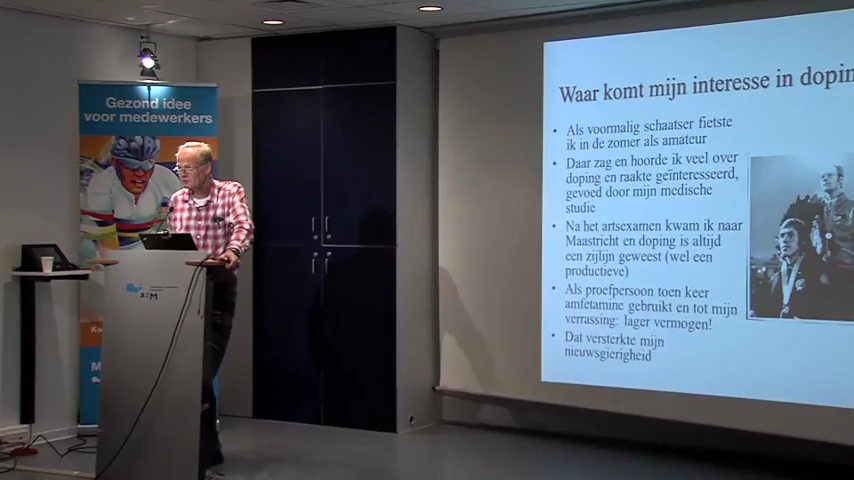 Gezond idee
voor medewerkers
Waar komt mijn interesse in dopin
• Als voormalig schaatser fietste
ik in de zomer als amateur
• Daar zag en hoorde ik veel over
doping en raakte geïnteresseerd,
gevoed door mijn medische
studie
• Na het artsexamen kwam ik naar
Maastricht en doping is altijd
een zijlijn geweest (wel een
productieve)
• Als proefpersoon toen keer
amfetamine gebruikt en tot mijn
verrassing: lager vermogen!
• Dat versterkte mijn
nieuwsgierigheid